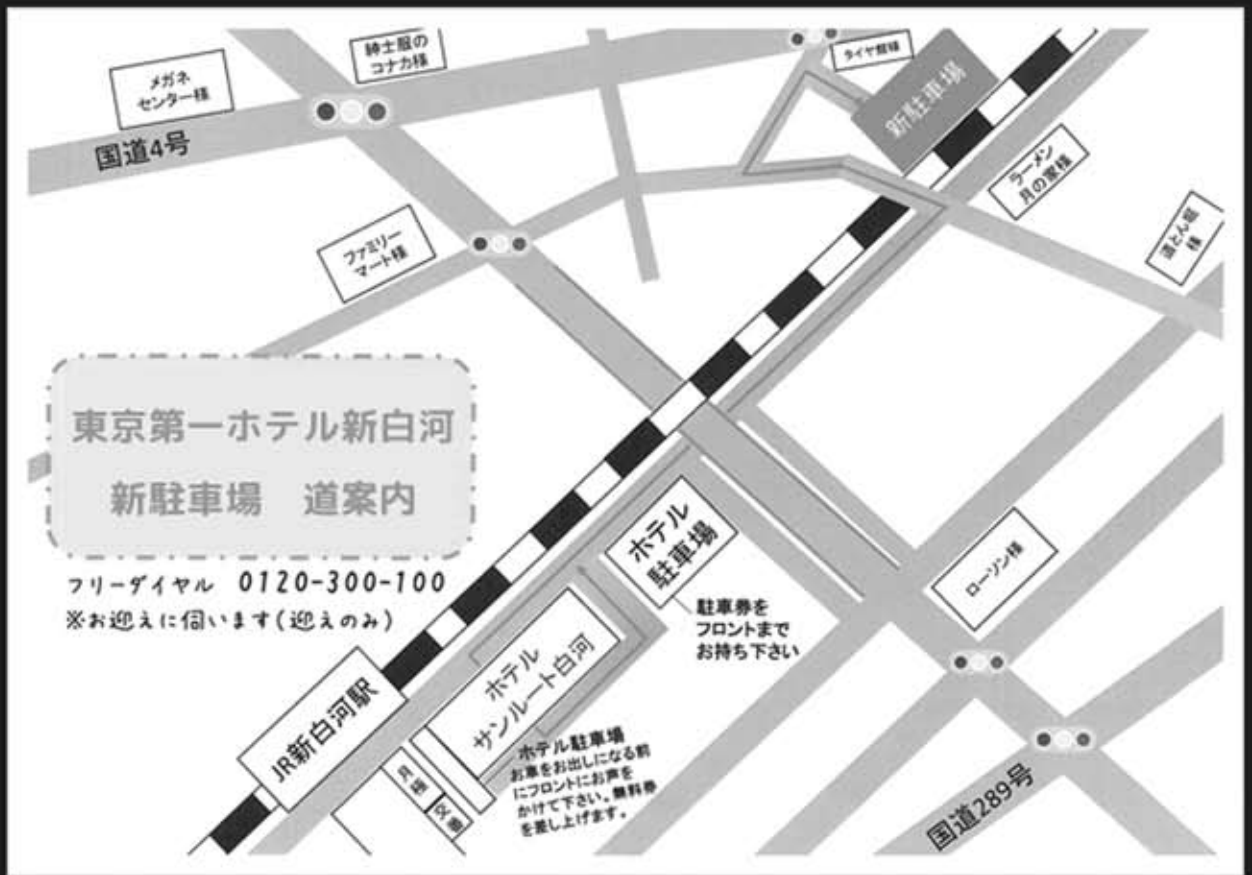 メガネ
センター様
紳士服の
コナカ様
タイヤ館様
新駐車場
国道4号
ラーメン
月の家様
道とん堀
様
ファミリー
マート様
東京第一ホテル新白河
新駐車場 道案内
フリーダイヤル 0120-300-100
※お迎えに伺います(迎えのみ)
ホテル
駐車場
駐車券を
フロントまで
お持ち下さい
ローソン様
JR新白河駅
ホテル
サンルート白河
ホテル駐車場
お車をお出しになる前
にフロントにお声を
かけて下さい。無料券
を差し上げます。
交番
国道289号